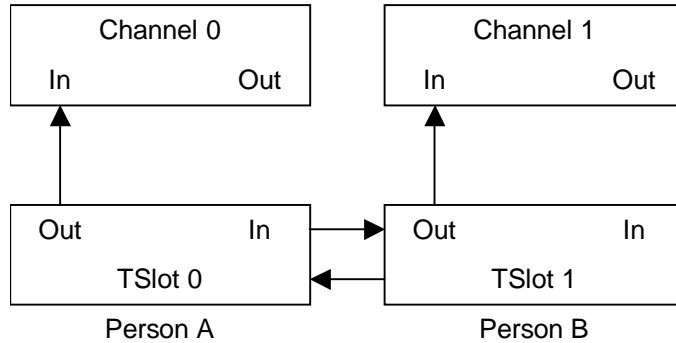 Channel 0
Channel 1
In Out
In Out
Out In
Out In
TSlot 0
TSlot 1
Person A
Person B